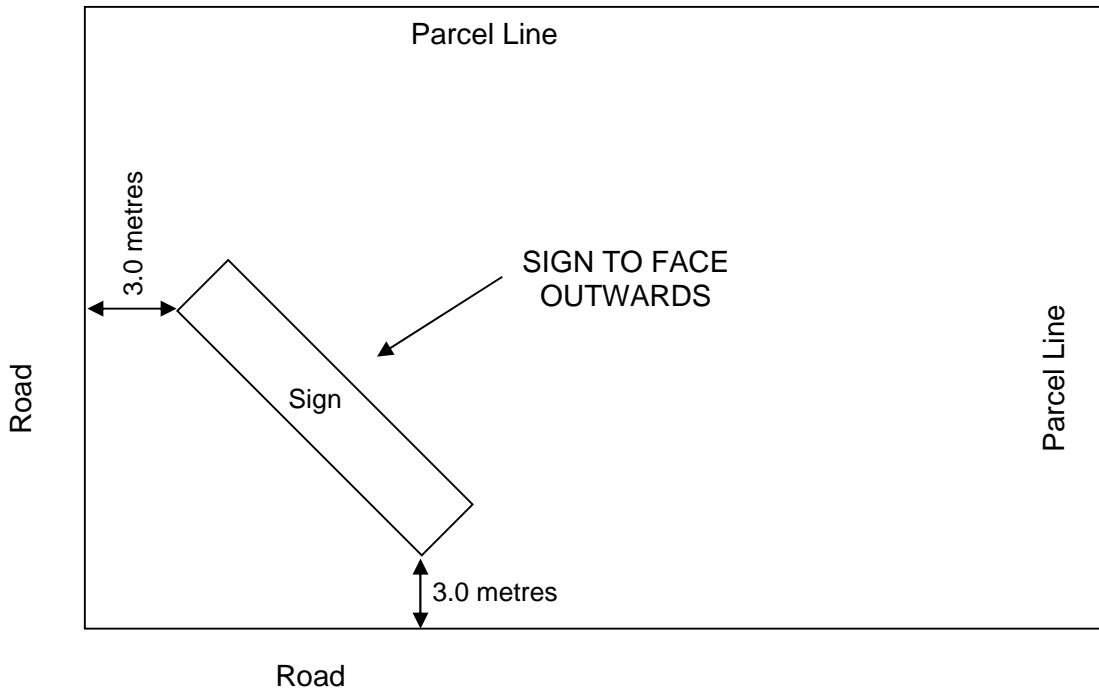 Parcel Line
3.0 metres
SIGN TO FACE
OUTWARDS
Road
Sign
Parcel Line
3.0 metres
Road